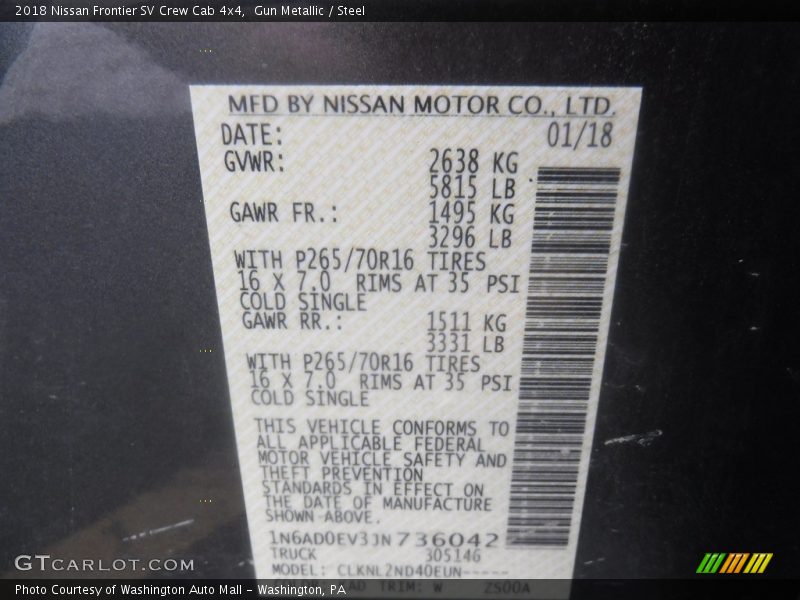 2018 Nissan Frontier SV Crew Cab 4x4,  Gun Metallic / Steel
MFD BY NISSAN MOTOR CO., LTD.
DATE: 01/18
GVWR: 2638 KG
5815 LB
GAWR FR.: 1495 KG
3296 LB
WITH P265/70R16 TIRES
16 X 7.0 RIMS AT 35 PSI
COLD SINGLE
GAWR RR.: 1511 KG
3331 LB
WITH P265/70R16 TIRES
16 X 7.0 RIMS AT 35 PSI
COLD SINGLE
THIS VEHICLE CONFORMS TO
ALL APPLICABLE FEDERAL
MOTOR VEHICLE SAFETY AND
THEFT PREVENTION
STANDARDS IN EFFECT ON
THE DATE OF MANUFACTURE
SHOWN ABOVE.
1N6AD0EV3JN736042
TRUCK 305146
MODEL: CLKNL2ND40EUN-----
TRIM: W ZS00A
GTCARLOT.COM
Photo Courtesy of Washington Auto Mall - Washington, PA